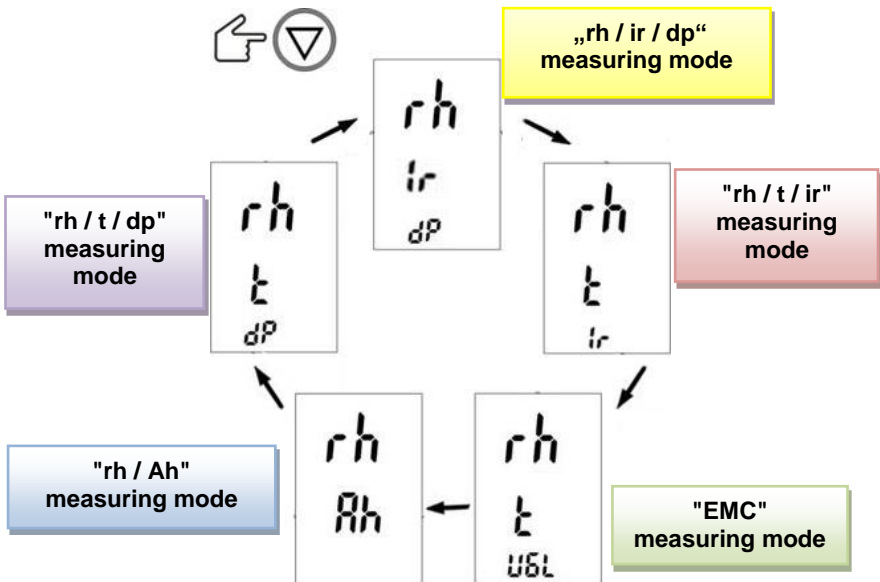 „rh / ir / dp“
measuring mode
rh
Ir
dP
"rh / t / ir"
measuring
mode
rh
t
Ir
"EMC"
measuring mode
rh
t
UGL
"rh / Ah"
measuring mode
rh
Ah
"rh / t / dp"
measuring
mode
rh
t
dP